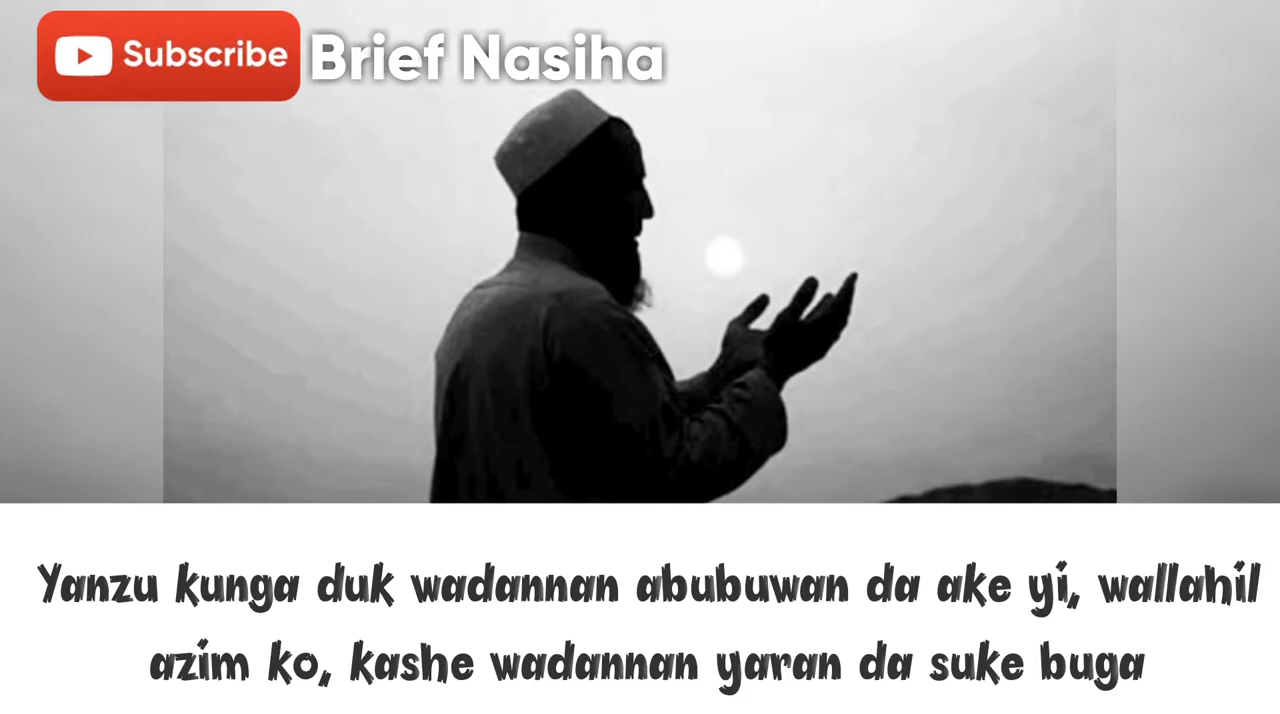 Subscribe
Brief Nasiha
Yanzu kunga duk wadannan abubuwan da ake yi, wallahil
azim ko, kashe wadannan yaran da suke buga